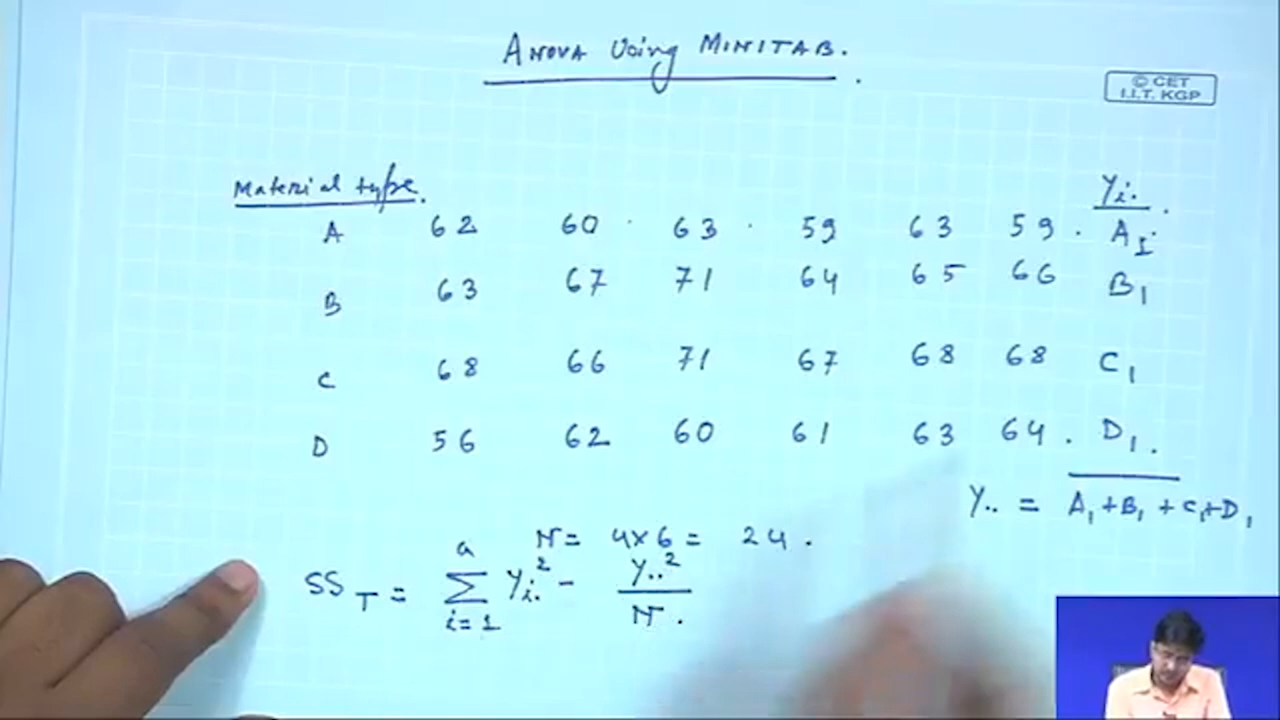 ANOVA Using MINITAB.
© CET
I.I.T. KGP
Material type.
Yi.
A 62 60 63 59 63 59. A1
B 63 67 71 64 65 66 B1
C 68 66 71 67 68 68 C1
D 56 62 60 61 63 64. D1.
Y.. = A1+B1+C1+D1
N = 4×6 = 24.
SST = a∑i=1 Yi.² - Y..²/N.